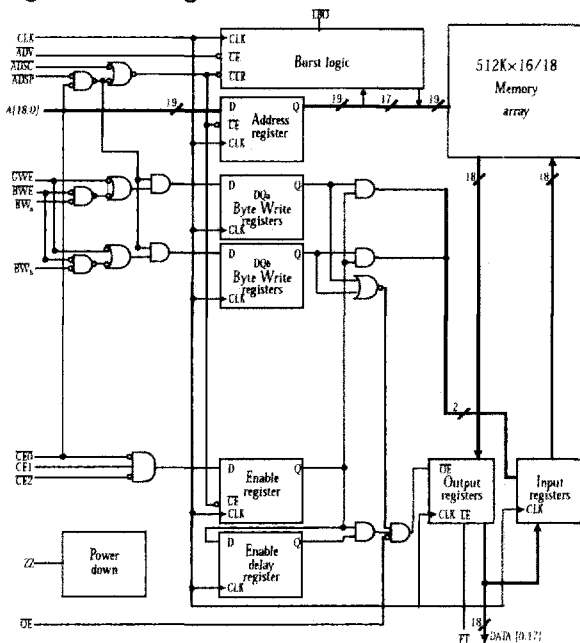 LBO
CLK
ADV
ADSC
ADSP
A[18:0]
19
CLK
CE
CLR
Burst logic
D
Q
CE
CLK
Address
register
19
17
19
512K×16/18
Memory
array
18
18
GWE
BWE
BWa
BWb
D
DQa
Q
Byte Write
registers
CLK
D
DQb
Q
Byte Write
registers
CLK
2
CE0
CE1
CE2
D
Q
Enable
register
CE
CLK
D
Q
Enable
delay
register
CLK
OE
Output
registers
CLK
CE
Input
registers
CLK
ZZ
Power
down
OE
FT
18
DATA [0:17]